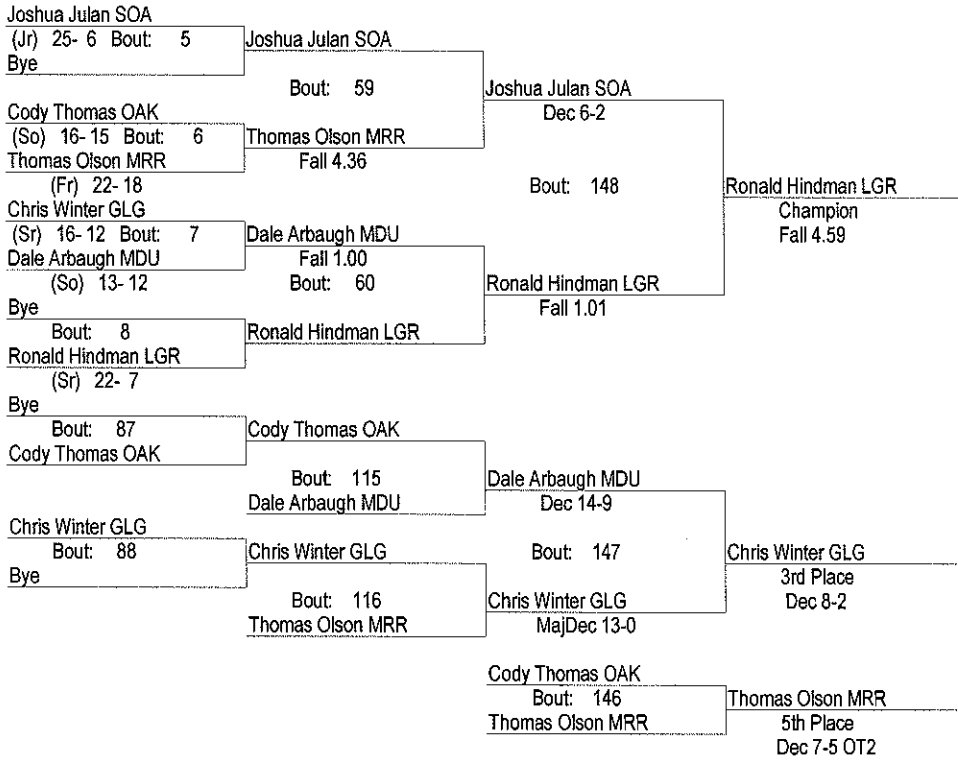 Joshua Julan SOA
(Jr) 25- 6 Bout: 5
Bye
Joshua Julan SOA
Bout: 59
Cody Thomas OAK
(So) 16- 15 Bout: 6
Thomas Olson MRR
(Fr) 22- 18
Thomas Olson MRR
Fall 4.36
Joshua Julan SOA
Dec 6-2
Chris Winter GLG
(Sr) 16- 12 Bout: 7
Dale Arbaugh MDU
(So) 13- 12
Dale Arbaugh MDU
Fall 1.00
Bout: 60
Bye
Bout: 8
Ronald Hindman LGR
(Sr) 22- 7
Ronald Hindman LGR
Ronald Hindman LGR
Fall 1.01
Bout: 148
Ronald Hindman LGR
Champion
Fall 4.59
Bye
Bout: 87
Cody Thomas OAK
Cody Thomas OAK
Bout: 115
Dale Arbaugh MDU
Dale Arbaugh MDU
Dec 14-9
Chris Winter GLG
Bout: 88
Bye
Chris Winter GLG
Bout: 116
Thomas Olson MRR
Chris Winter GLG
MajDec 13-0
Bout: 147
Chris Winter GLG
3rd Place
Dec 8-2
Cody Thomas OAK
Bout: 146
Thomas Olson MRR
Thomas Olson MRR
5th Place
Dec 7-5 OT2